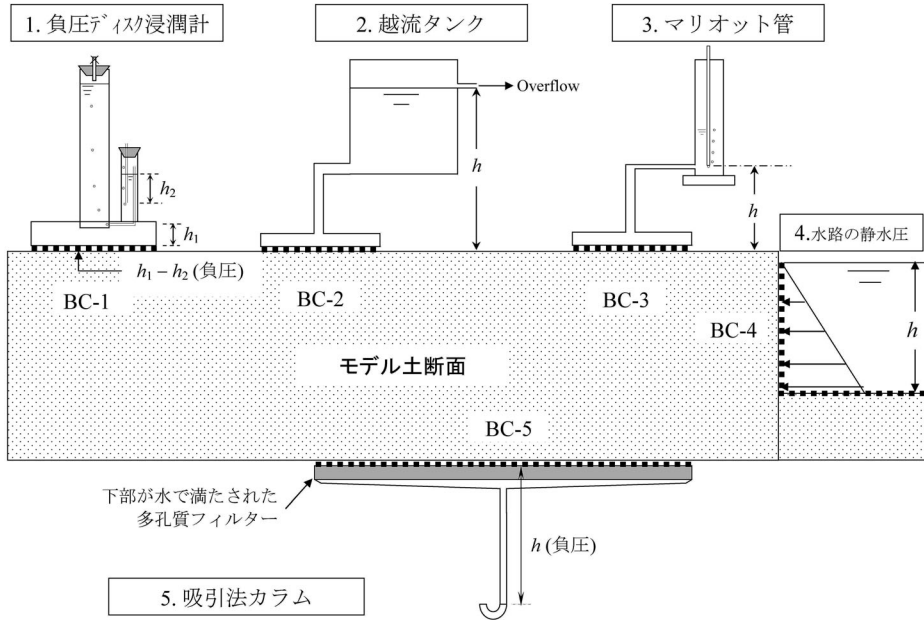 1. 負圧ディスク浸潤計
2. 越流タンク
3. マリオット管
Overflow
h
h₂
h₁
h
4.水路の静水圧
h₁ – h₂ (負圧)
BC-1
BC-2
BC-3
BC-4
h
モデル土断面
BC-5
下部が水で満たされた
多孔質フィルター
h (負圧)
5. 吸引法カラム